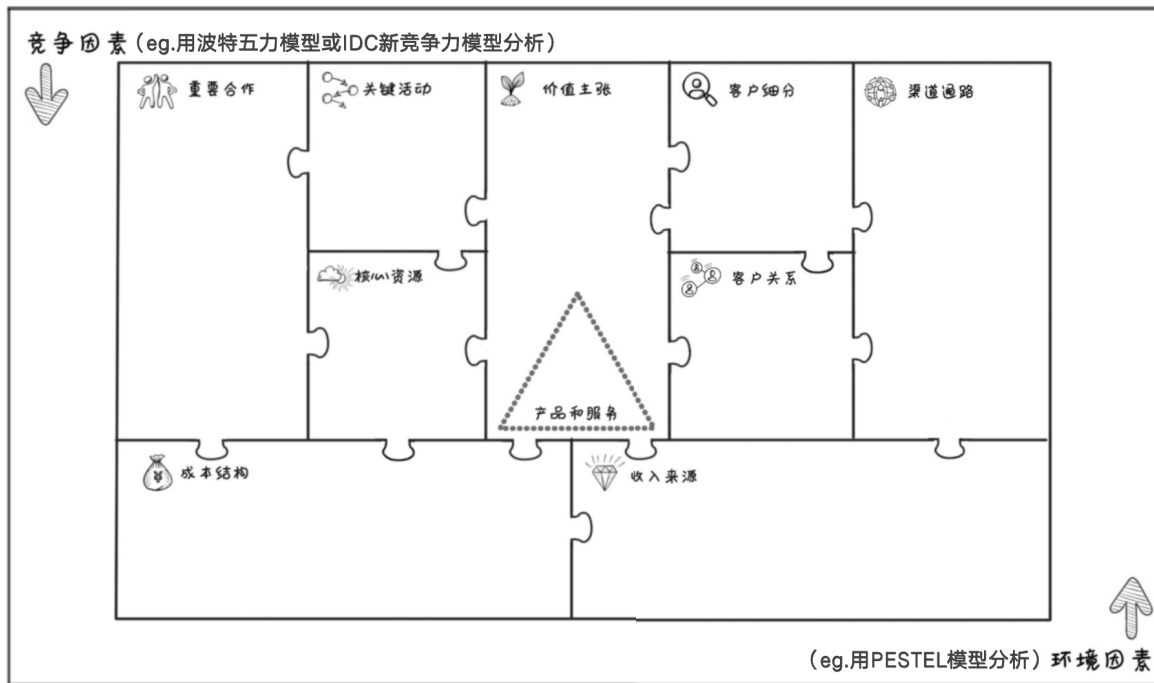 竞争因素（eg.用波特五力模型或IDC新竞争力模型分析）
重要合作
关键活动
价值主张
客户细分
渠道通路
核心资源
客户关系
产品和服务
成本结构
¥
收入来源
（eg.用PESTEL模型分析）环境因素